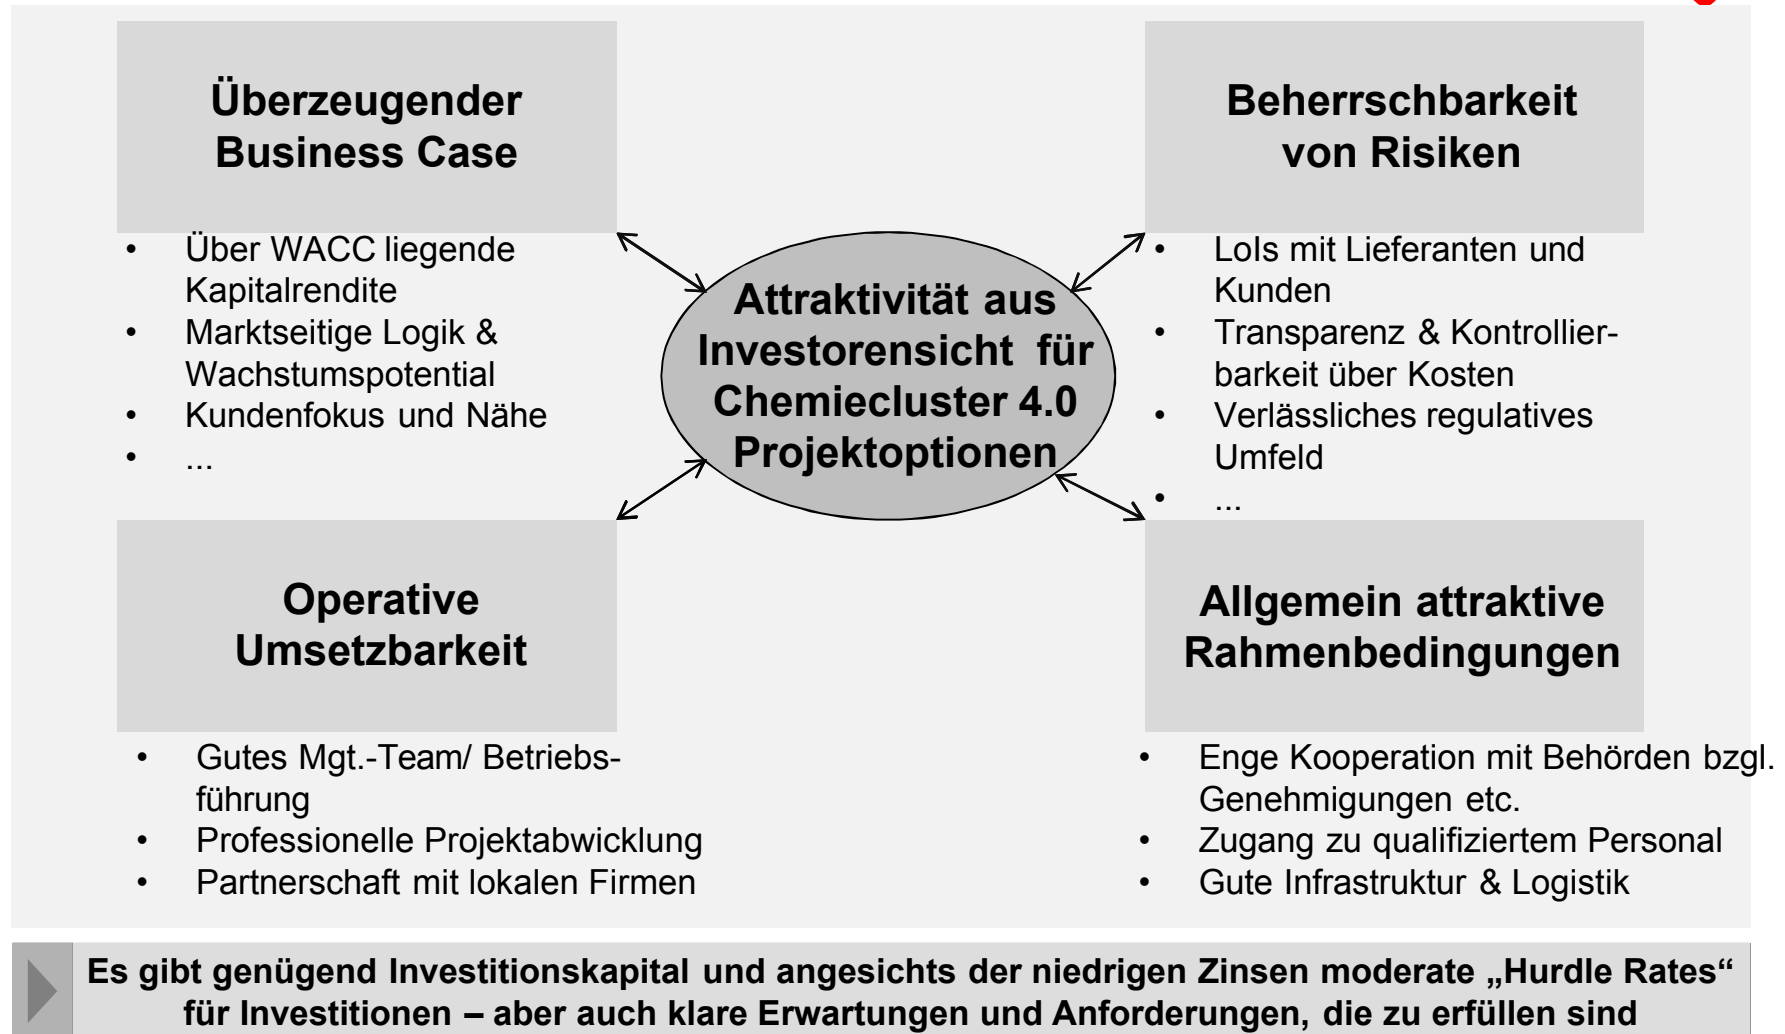 Überzeugender
Business Case
• Über WACC liegende
Kapitalrendite
• Marktseitige Logik &
Wachstumspotential
• Kundenfokus und Nähe
• ...
Beherrschbarkeit
von Risiken
• LoIs mit Lieferanten und
Kunden
• Transparenz & Kontrollier-
barkeit über Kosten
• Verlässliches regulatives
Umfeld
• ...
Attraktivität aus
Investorensicht für
Chemiecluster 4.0
Projektoptionen
Operative
Umsetzbarkeit
• Gutes Mgt.-Team/ Betriebs-
führung
• Professionelle Projektabwicklung
• Partnerschaft mit lokalen Firmen
Allgemein attraktive
Rahmenbedingungen
• Enge Kooperation mit Behörden bzgl.
Genehmigungen etc.
• Zugang zu qualifiziertem Personal
• Gute Infrastruktur & Logistik
Es gibt genügend Investitionskapital und angesichts der niedrigen Zinsen moderate „Hurdle Rates“
für Investitionen – aber auch klare Erwartungen und Anforderungen, die zu erfüllen sind